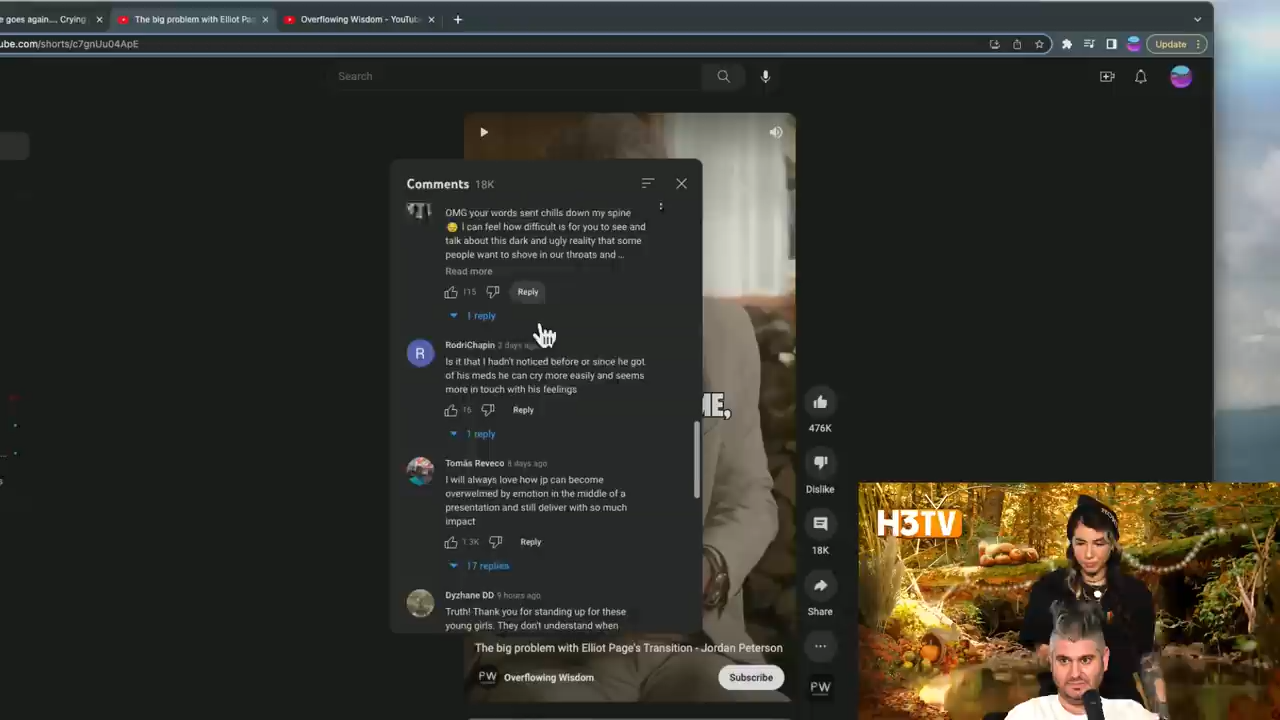 e goes again.... Crying
The big problem with Elliot Pag
Overflowing Wisdom - YouTube
ube.com/shorts/c7gnUu04ApE
Update
Search
Comments 18K
OMG your words sent chills down my spine
😔 I can feel how difficult is for you to see and
talk about this dark and ugly reality that some
people want to shove in our throats and ...
Read more
115 Reply
1 reply
RodriChapin 2 days ago
R
Is it that I hadn't noticed before or since he got
of his meds he can cry more easily and seems
more in touch with his feelings
16 Reply
1 reply
Tomás Reveco 8 days ago
I will always love how jp can become
overwelmed by emotion in the middle of a
presentation and still deliver with so much
impact
1.3K Reply
17 replies
Dyzhane DD 9 hours ago
Truth! Thank you for standing up for these
young girls. They don't understand when
ME,
476K
Dislike
18K
Share
The big problem with Elliot Page's Transition - Jordan Peterson
PW Overflowing Wisdom Subscribe
PW
H3TV